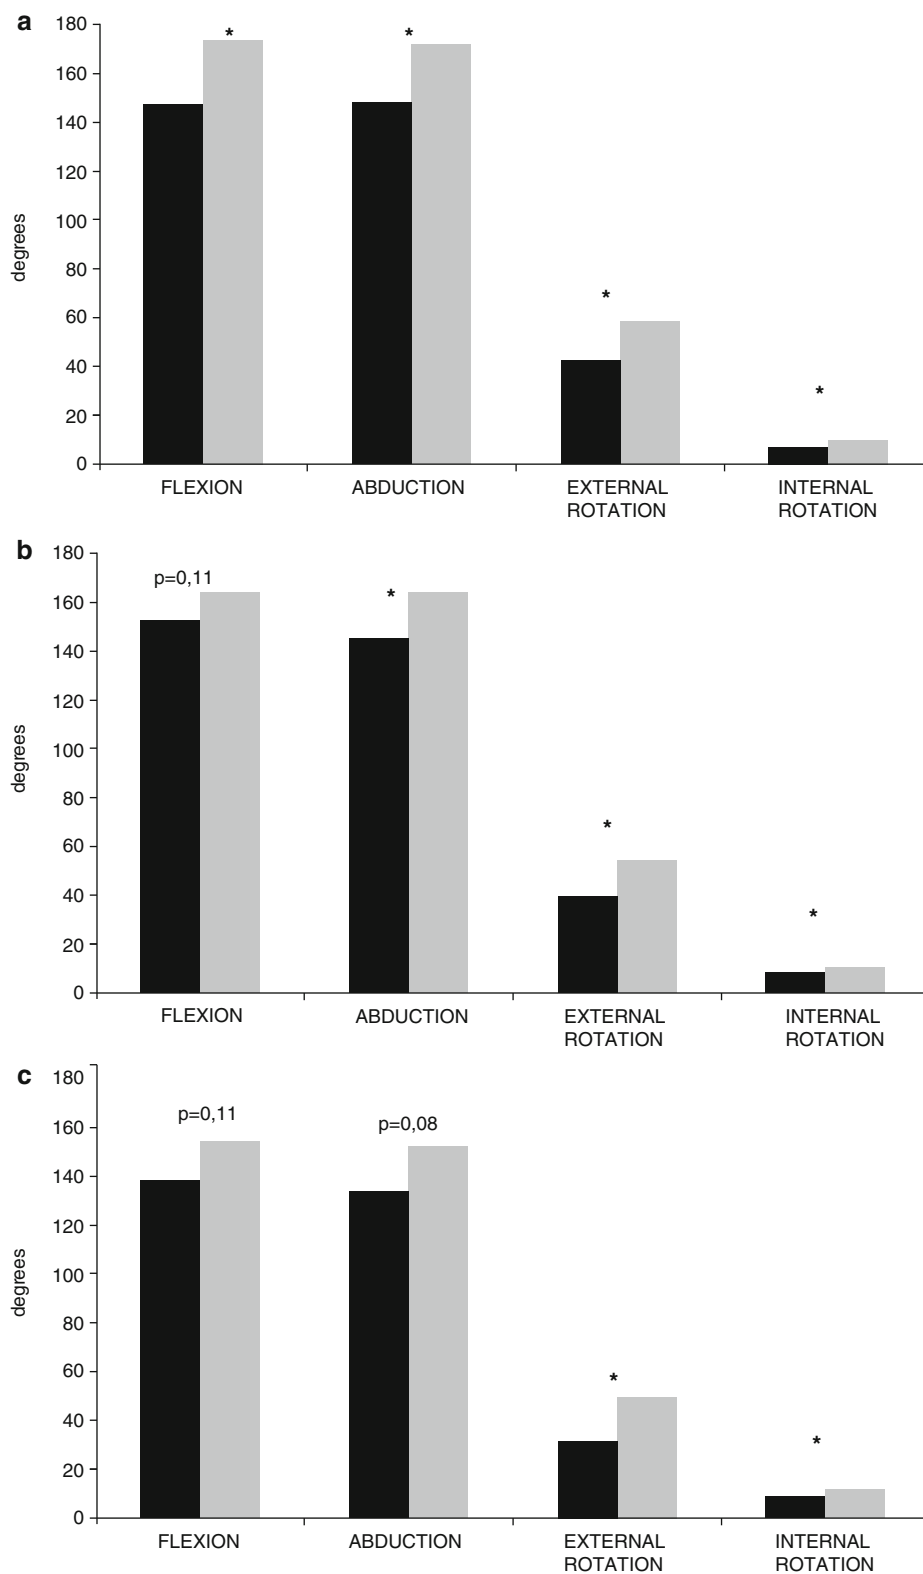 a
180
*
*
160
140
120
100
degrees
80
*
60
40
*
20
0
FLEXION
ABDUCTION
EXTERNAL
ROTATION
INTERNAL
ROTATION
b
180
p=0,11
160
*
140
120
100
degrees
80
*
60
40
*
20
0
FLEXION
ABDUCTION
EXTERNAL
ROTATION
INTERNAL
ROTATION
c
180
p=0,11
160
p=0,08
140
120
100
degrees
80
60
*
40
*
20
0
FLEXION
ABDUCTION
EXTERNAL
ROTATION
INTERNAL
ROTATION